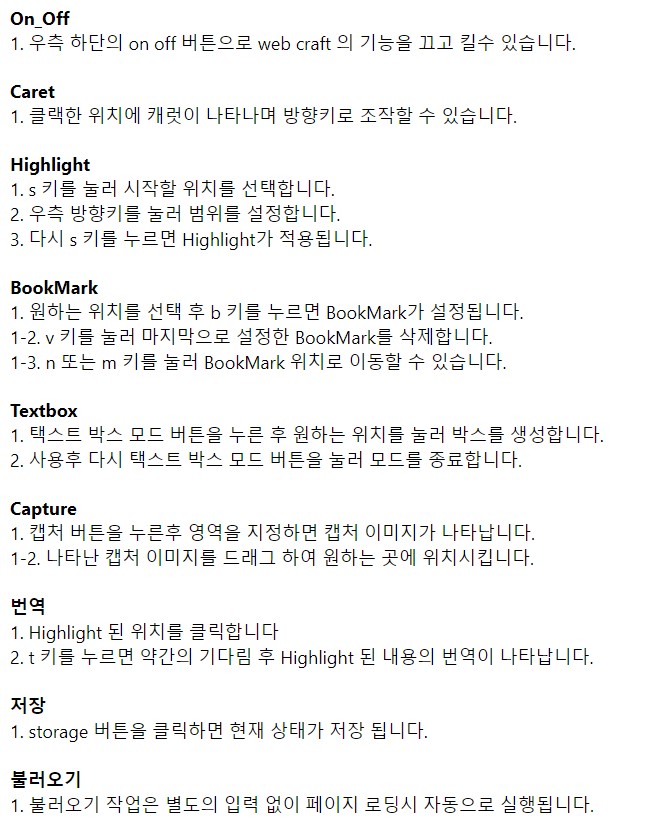 On_Off
1. 우측 하단의 on off 버튼으로 web craft 의 기능을 끄고 킬수 있습니다.
Caret
1. 클랙한 위치에 캐럿이 나타나며 방향키로 조작할 수 있습니다.
Highlight
1. s 키를 눌러 시작할 위치를 선택합니다.
2. 우측 방향키를 눌러 범위를 설정합니다.
3. 다시 s 키를 누르면 Highlight가 적용됩니다.
BookMark
1. 원하는 위치를 선택 후 b 키를 누르면 BookMark가 설정됩니다.
1-2. v 키를 눌러 마지막으로 설정한 BookMark를 삭제합니다.
1-3. n 또는 m 키를 눌러 BookMark 위치로 이동할 수 있습니다.
Textbox
1. 택스트 박스 모드 버튼을 누른 후 원하는 위치를 눌러 박스를 생성합니다.
2. 사용후 다시 택스트 박스 모드 버튼을 눌러 모드를 종료합니다.
Capture
1. 캡처 버튼을 누른후 영역을 지정하면 캡처 이미지가 나타납니다.
1-2. 나타난 캡처 이미지를 드래그 하여 원하는 곳에 위치시킵니다.
번역
1. Highlight 된 위치를 클릭합니다
2. t 키를 누르면 약간의 기다림 후 Highlight 된 내용의 번역이 나타납니다.
저장
1. storage 버튼을 클릭하면 현재 상태가 저장 됩니다.
불러오기
1. 불러오기 작업은 별도의 입력 없이 페이지 로딩시 자동으로 실행됩니다.